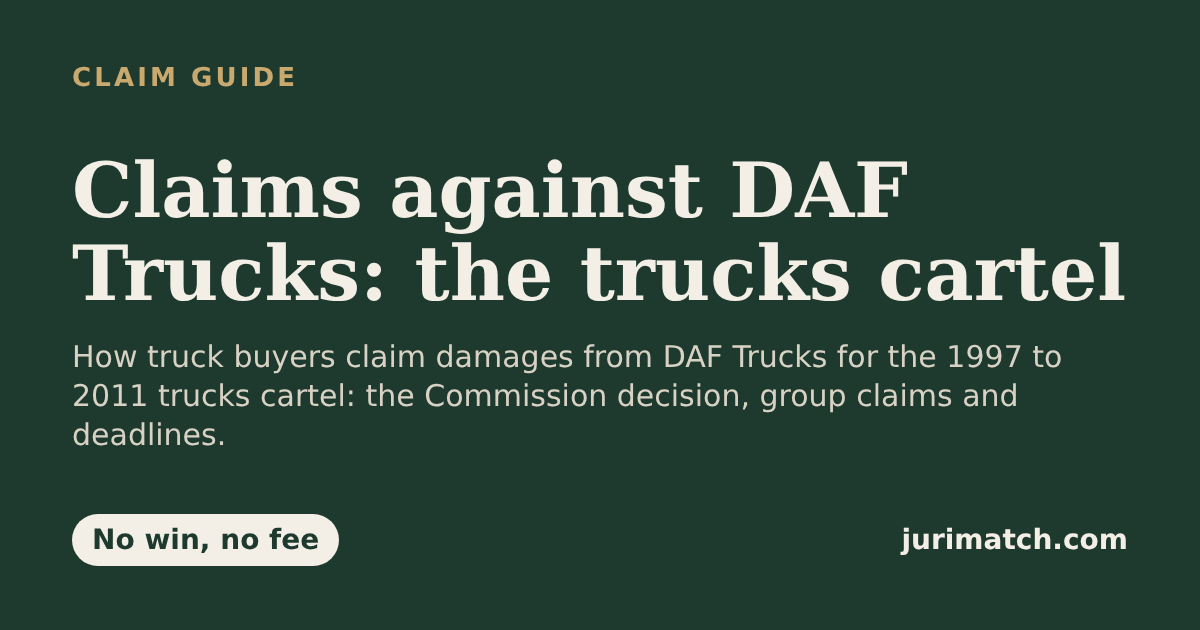 CLAIM GUIDE
Claims against DAF
Trucks: the trucks cartel
How truck buyers claim damages from DAF Trucks for the 1997 to
2011 trucks cartel: the Commission decision, group claims and
deadlines.
No win, no fee
jurimatch.com